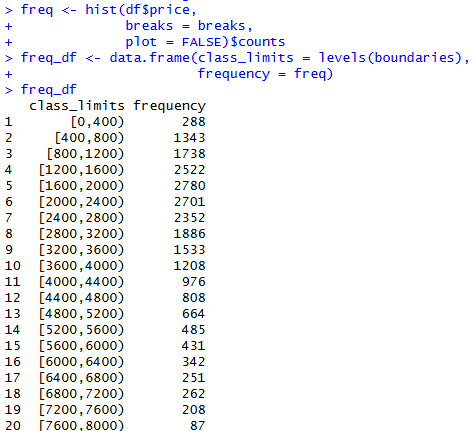 > freq <- hist(df$price,
+ breaks = breaks,
+ plot = FALSE)$counts
> freq_df <- data.frame(class_limits = levels(boundaries),
+ frequency = freq)
> freq_df
class_limits frequency
1 [0,400) 288
2 [400,800) 1343
3 [800,1200) 1738
4 [1200,1600) 2522
5 [1600,2000) 2780
6 [2000,2400) 2701
7 [2400,2800) 2352
8 [2800,3200) 1886
9 [3200,3600) 1533
10 [3600,4000) 1208
11 [4000,4400) 976
12 [4400,4800) 808
13 [4800,5200) 664
14 [5200,5600) 485
15 [5600,6000) 431
16 [6000,6400) 342
17 [6400,6800) 251
18 [6800,7200) 262
19 [7200,7600) 208
20 [7600,8000) 87